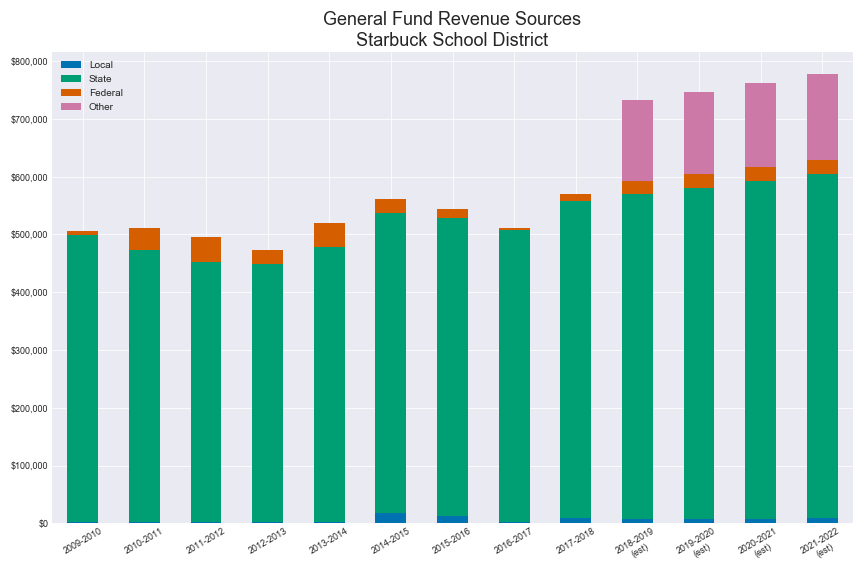 General Fund Revenue Sources
Starbuck School District
Local
State
Federal
Other
$800,000
$700,000
$600,000
$500,000
$400,000
$300,000
$200,000
$100,000
$0
2009-2010
2010-2011
2011-2012
2012-2013
2013-2014
2014-2015
2015-2016
2016-2017
2017-2018
2018-2019
(est)
2019-2020
(est)
2020-2021
(est)
2021-2022
(est)